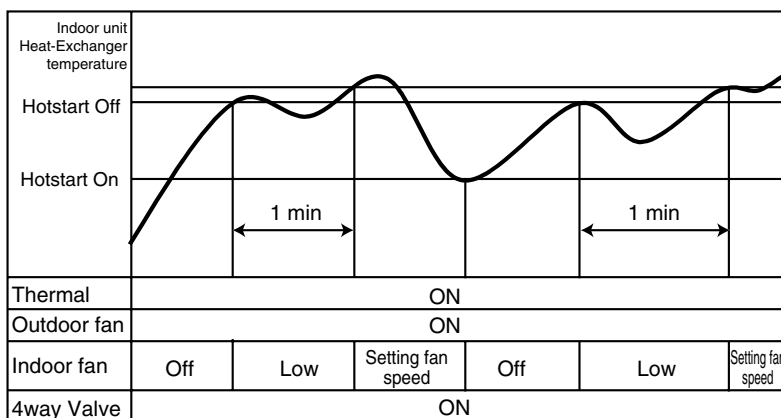 Indoor unit
Heat-Exchanger
temperature
Hotstart Off
Hotstart On
1 min
1 min
Thermal
ON
Outdoor fan
ON
Indoor fan
Off
Low
Setting fan
speed
Off
Low
Setting fan
speed
4way Valve
ON